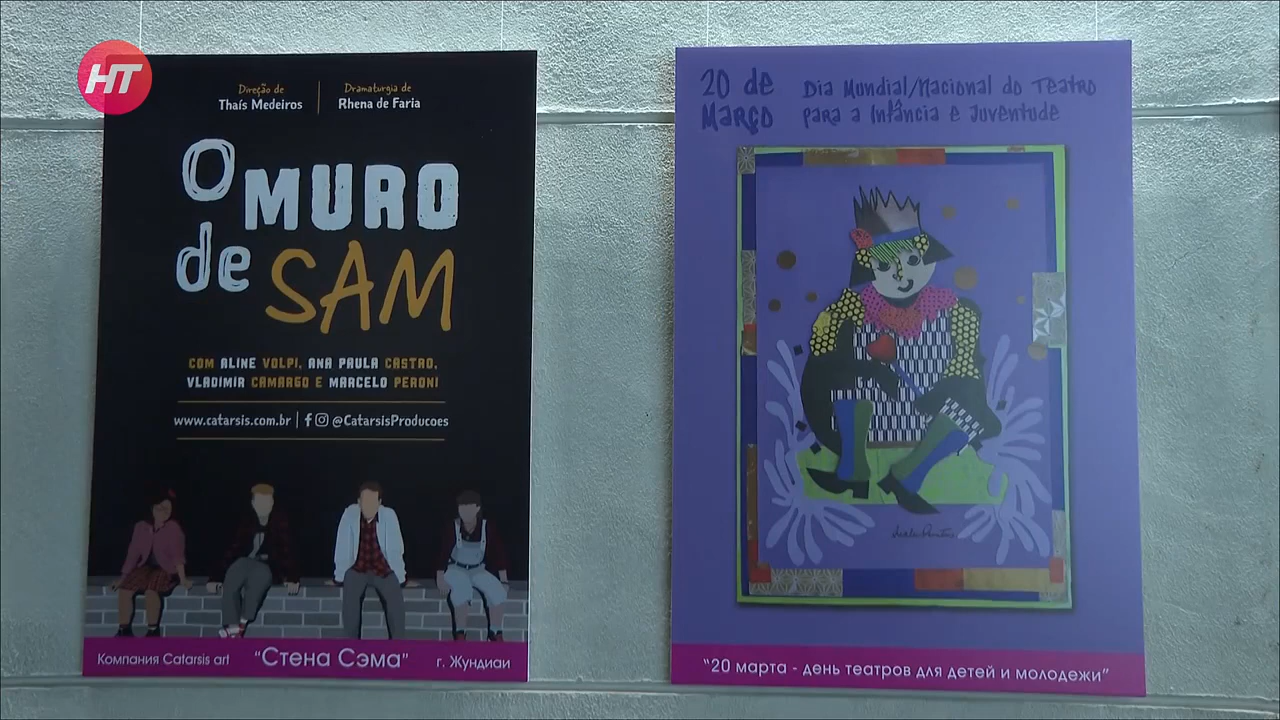 НТ
Direção de
Thaís Medeiros
Dramaturgia de
Rhena de Faria
O MURO
de SAM
COM ALINE VOLPI, ANA PAULA CASTRO,
VLADIMIR CAMARGO E MARCELO PERONI
www.catarsis.com.br | @CatarsisProducoes
Компания Catarsis art "Стена Сэма" г. Жундиаи
20 de
Março
Dia Mundial/Nacional do Teatro
para a Infância e Juventude
"20 марта - день театров для детей и молодежи"